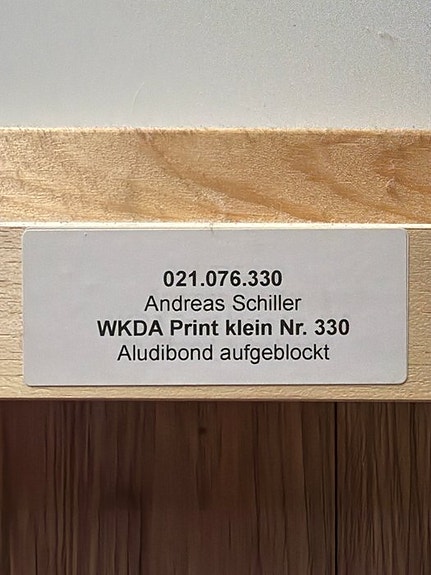 021.076.330
Andreas Schiller
WKDA Print klein Nr. 330
Aludibond aufgeblockt